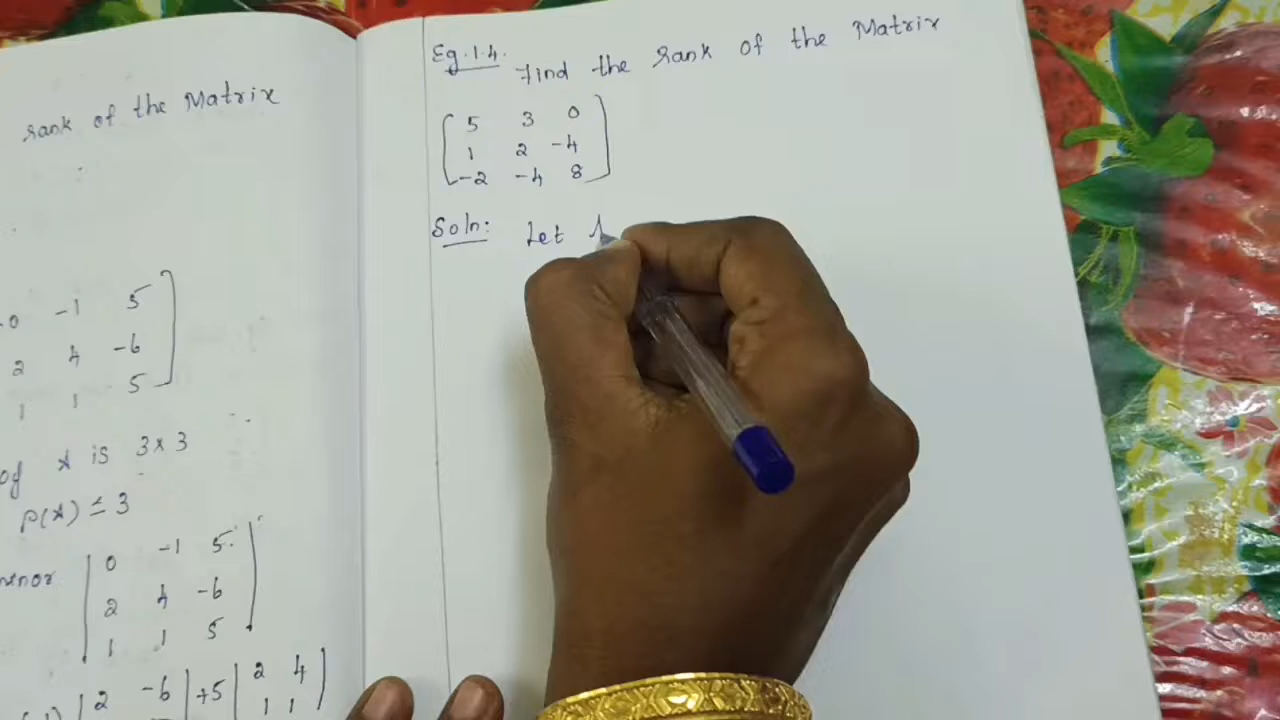 rank of the Matrix
0 -1 5
2 4 -6
1 1 5
of A is 3x3
P(A) ≤ 3
minor 0 -1 5
2 4 -6
1 1 5
2 -6 +5 2 4
1 1
Eg.1.4. Find the rank of the Matrix
5 3 0
1 2 -4
-2 -4 8
Soln: Let A